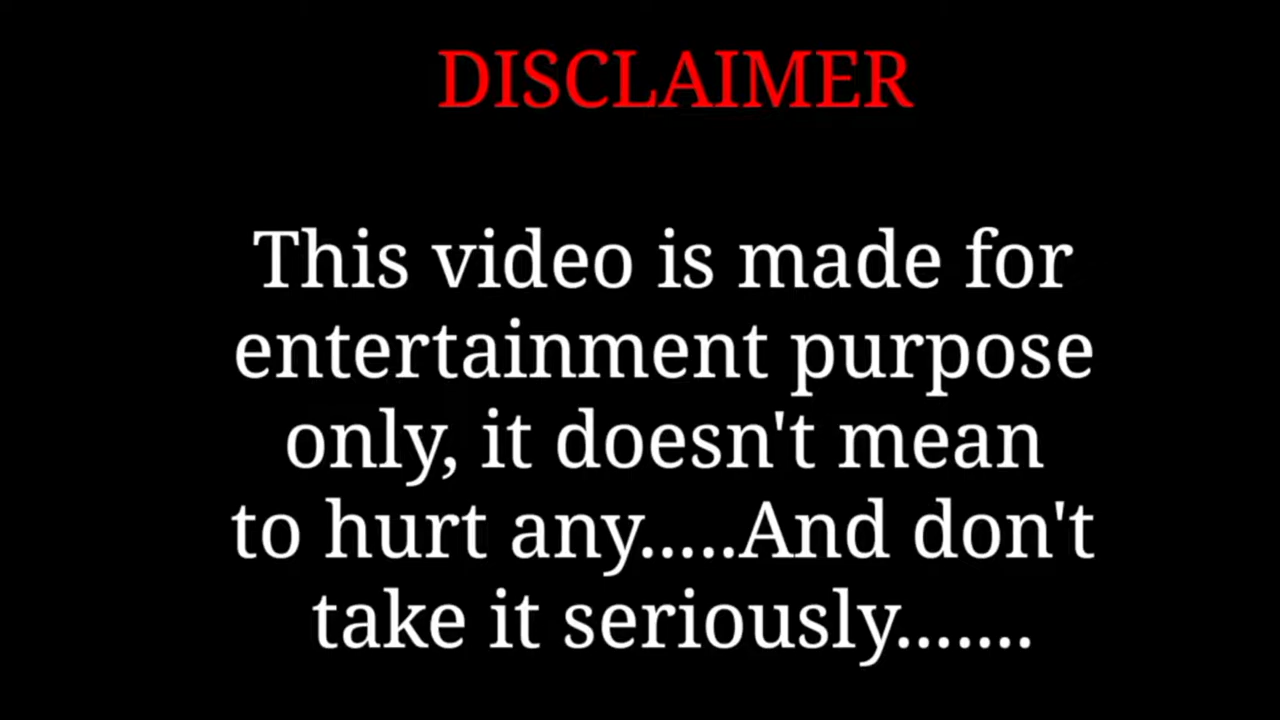 DISCLAIMER
This video is made for
entertainment purpose
only, it doesn't mean
to hurt any.....And don't
take it seriously.......